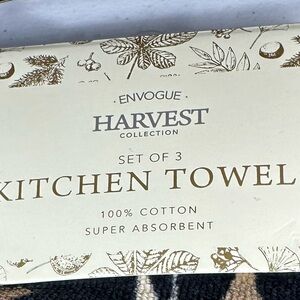 · ENVOGUE ·
HARVEST
COLLECTION
SET OF 3
KITCHEN TOWEL
100% COTTON
SUPER ABSORBENT